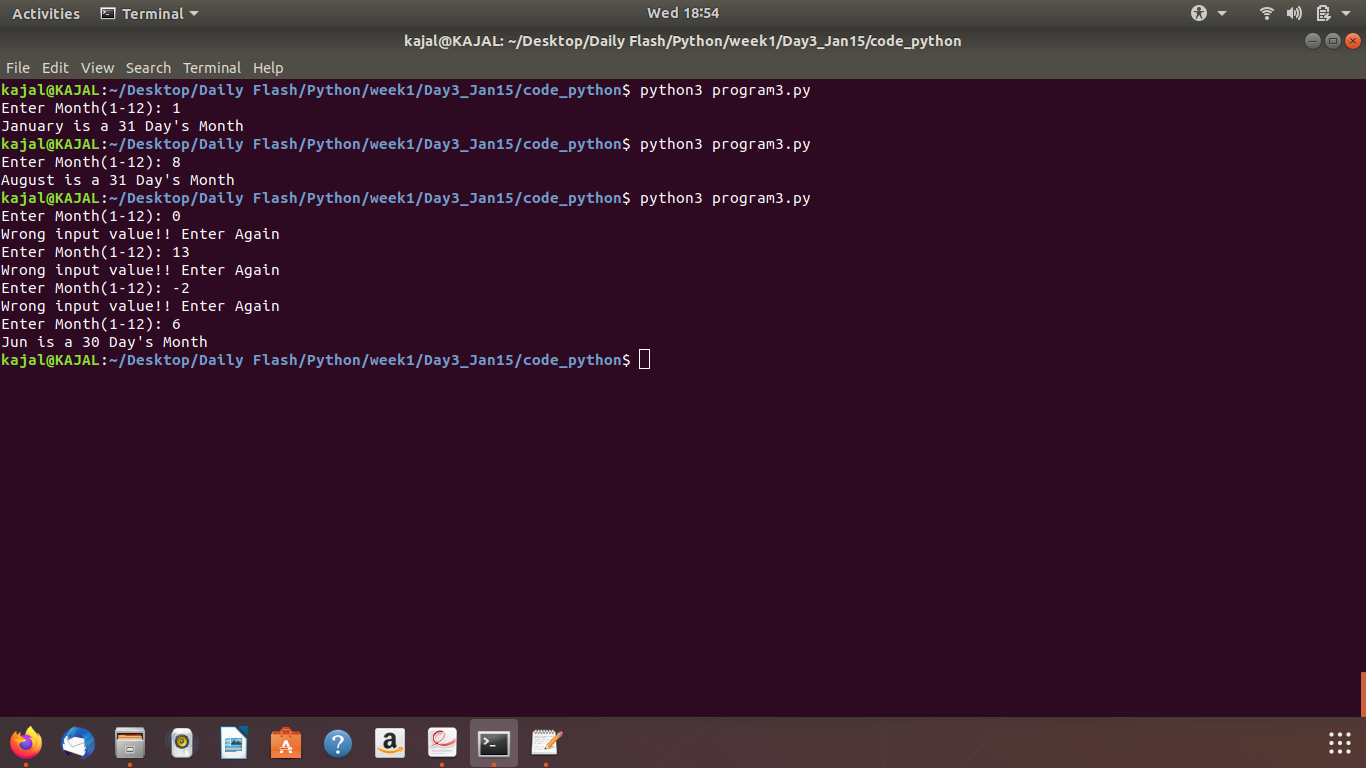 Activities Terminal Wed 18:54
kajal@KAJAL: ~/Desktop/Daily Flash/Python/week1/Day3_Jan15/code_python
File Edit View Search Terminal Help
kajal@KAJAL:~/Desktop/Daily Flash/Python/week1/Day3_Jan15/code_python$ python3 program3.py
Enter Month(1-12): 1
January is a 31 Day's Month
kajal@KAJAL:~/Desktop/Daily Flash/Python/week1/Day3_Jan15/code_python$ python3 program3.py
Enter Month(1-12): 8
August is a 31 Day's Month
kajal@KAJAL:~/Desktop/Daily Flash/Python/week1/Day3_Jan15/code_python$ python3 program3.py
Enter Month(1-12): 0
Wrong input value!! Enter Again
Enter Month(1-12): 13
Wrong input value!! Enter Again
Enter Month(1-12): -2
Wrong input value!! Enter Again
Enter Month(1-12): 6
Jun is a 30 Day's Month
kajal@KAJAL:~/Desktop/Daily Flash/Python/week1/Day3_Jan15/code_python$